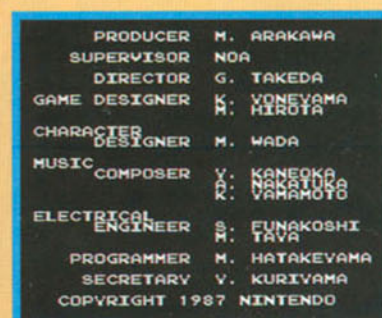 PRODUCER M. ARAKAWA
SUPERVISOR NOA
DIRECTOR G. TAKEDA
GAME DESIGNER K. YONEYAMA
M. HIROTA
CHARACTER
DESIGNER M. WADA
MUSIC
COMPOSER Y. KANEOKA
A. NAKATUKA
K. YAMAMOTO
ELECTRICAL
ENGINEER S. FUNAKOSHI
M. TAYA
PROGRAMMER M. HATAKEYAMA
SECRETARY Y. KURIYAMA
COPYRIGHT 1987 NINTENDO